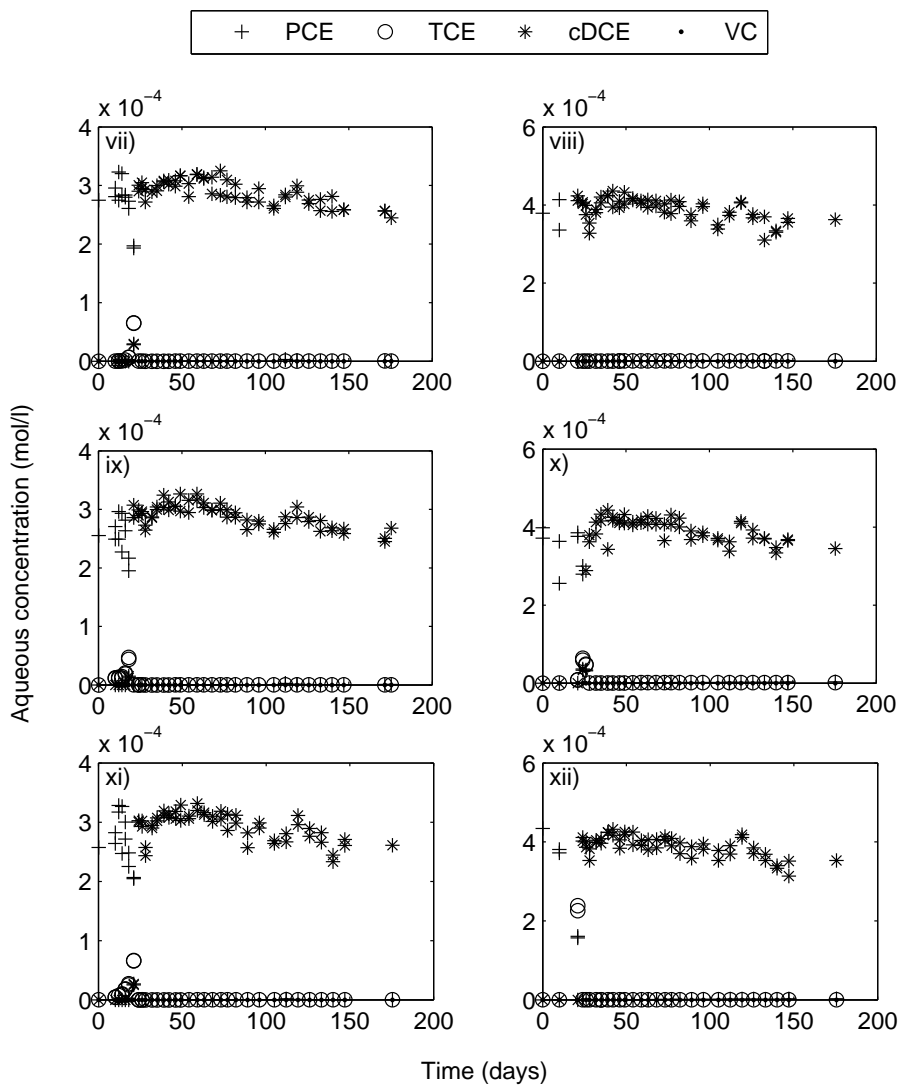 PCE TCE cDCE VC
x 10⁻⁴
vii)
4
3
2
1
0
0 50 100 150 200
x 10⁻⁴
viii)
6
4
2
0
0 50 100 150 200
x 10⁻⁴
ix)
4
3
2
1
0
0 50 100 150 200
x 10⁻⁴
x)
6
4
2
0
0 50 100 150 200
x 10⁻⁴
xi)
4
3
2
1
0
0 50 100 150 200
x 10⁻⁴
xii)
6
4
2
0
0 50 100 150 200
Aqueous concentration (mol/l)
Time (days)